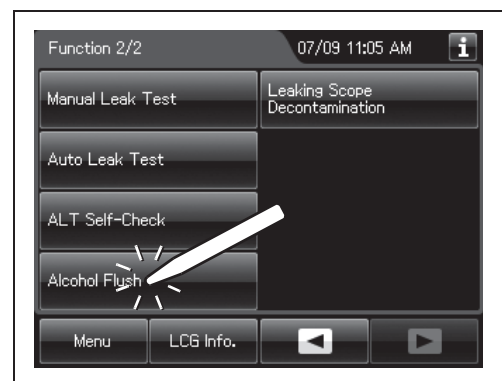 Function 2/2
07/09 11:05 AM
i
Manual Leak Test
Leaking Scope
Decontamination
Auto Leak Test
ALT Self-Check
Alcohol Flush
Menu
LCG Info.